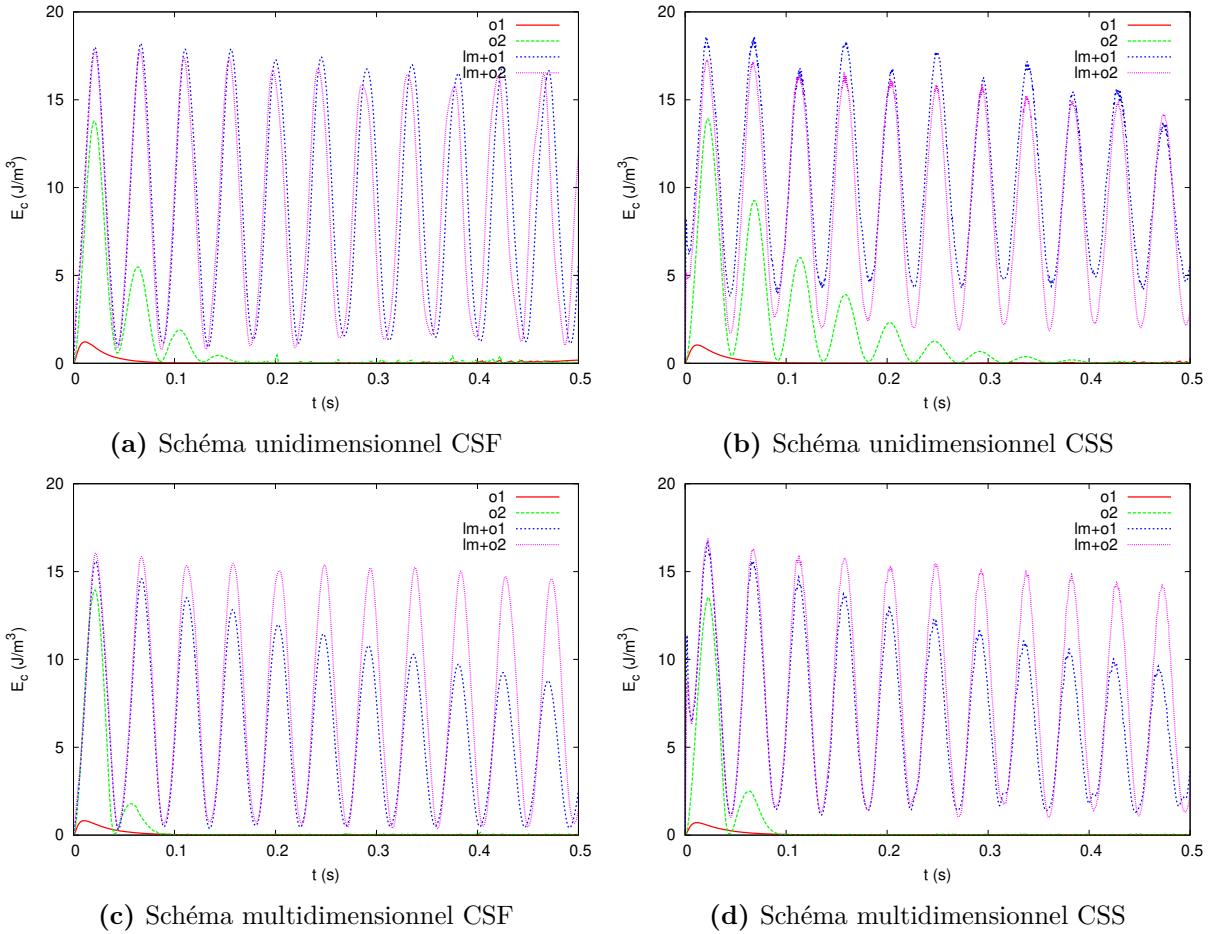 20
15
10
5
0
E_c (J/m^3)
0 0.1 0.2 0.3 0.4 0.5
t (s)
o1
o2
lm+o1
lm+o2
(a) Schéma unidimensionnel CSF
20
15
10
5
0
E_c (J/m^3)
0 0.1 0.2 0.3 0.4 0.5
t (s)
o1
o2
lm+o1
lm+o2
(b) Schéma unidimensionnel CSS
20
15
10
5
0
E_c (J/m^3)
0 0.1 0.2 0.3 0.4 0.5
t (s)
o1
o2
lm+o1
lm+o2
(c) Schéma multidimensionnel CSF
20
15
10
5
0
E_c (J/m^3)
0 0.1 0.2 0.3 0.4 0.5
t (s)
o1
o2
lm+o1
lm+o2
(d) Schéma multidimensionnel CSS